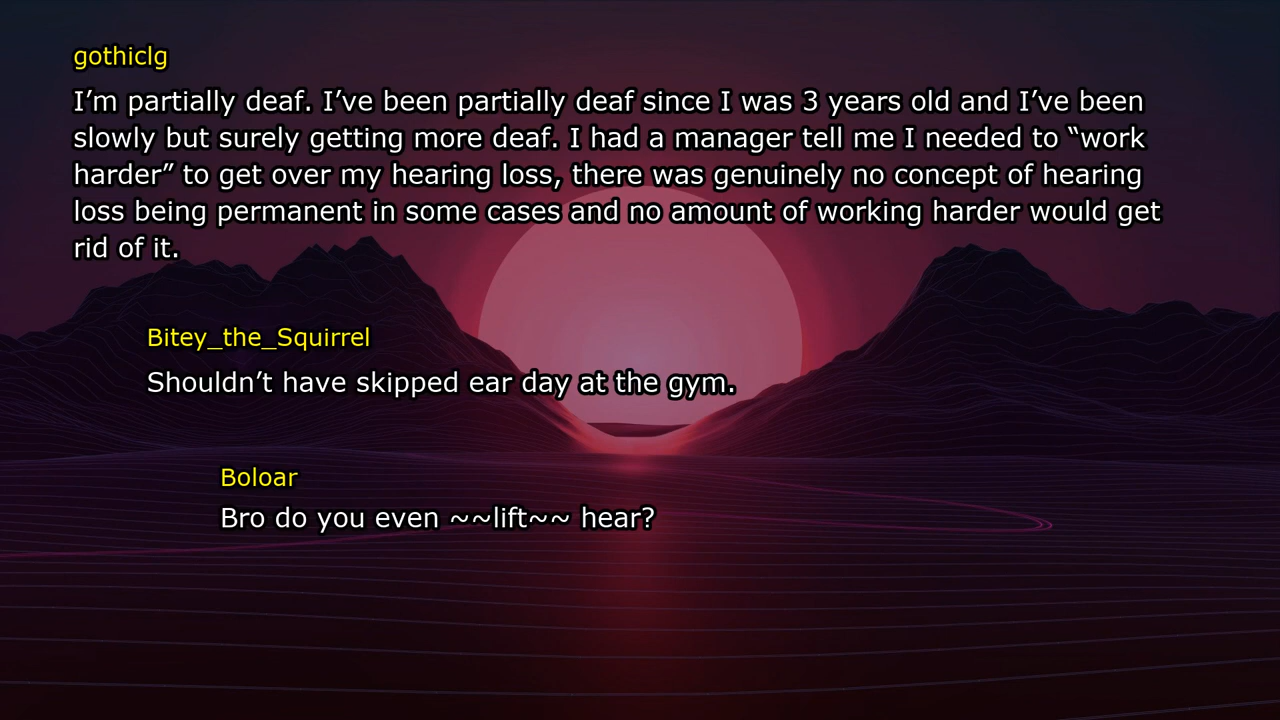 gothiclg
I’m partially deaf. I’ve been partially deaf since I was 3 years old and I’ve been
slowly but surely getting more deaf. I had a manager tell me I needed to “work
harder” to get over my hearing loss, there was genuinely no concept of hearing
loss being permanent in some cases and no amount of working harder would get
rid of it.
Bitey_the_Squirrel
Shouldn’t have skipped ear day at the gym.
Boloar
Bro do you even ~~lift~~ hear?